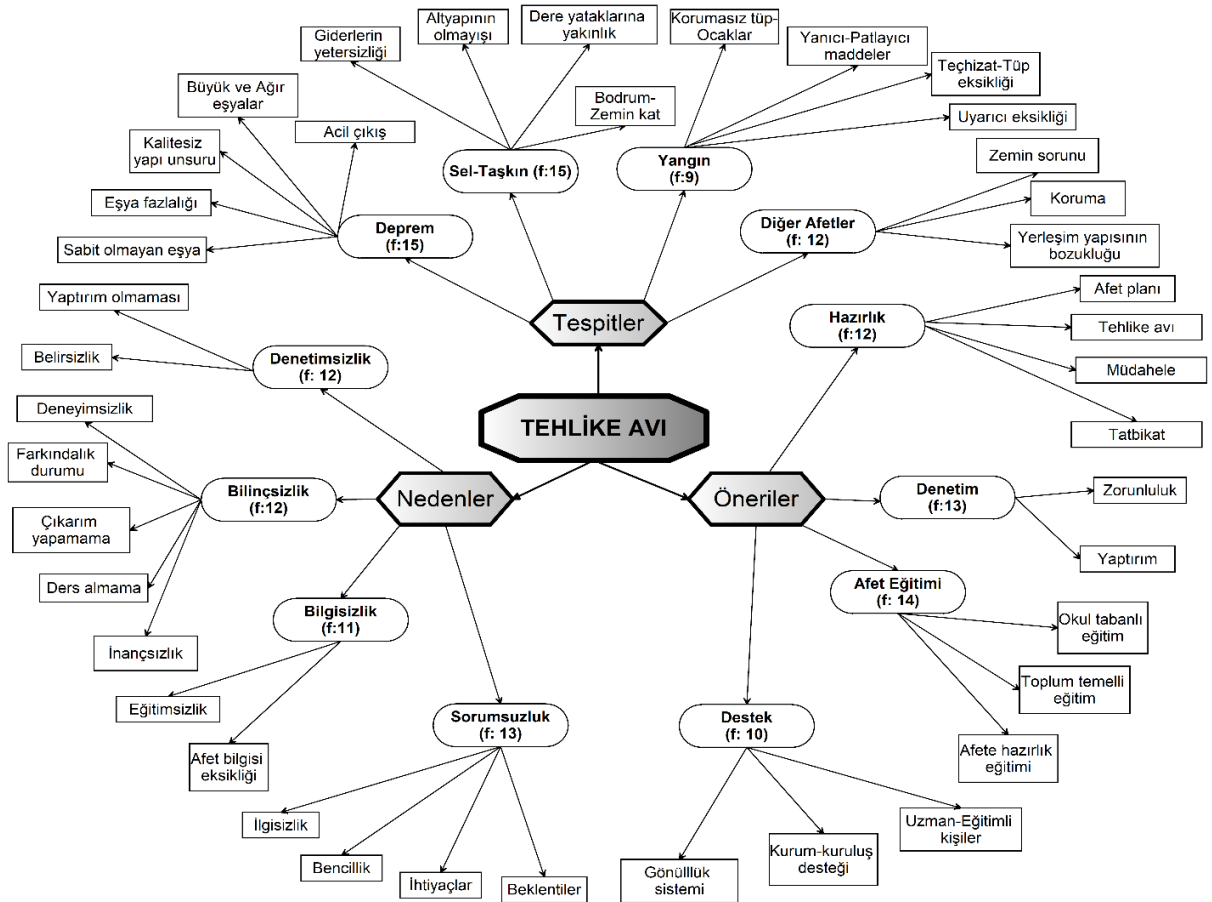 Giderlerin
yetersizliği
Altyapının
olmayışı
Dere yataklarına
yakınlık
Korumasız tüp-
Ocaklar
Yanıcı-Patlayıcı
maddeler
Teçhizat-Tüp
eksikliği
Uyarıcı eksikliği
Büyük ve Ağır
eşyalar
Acil çıkış
Bodrum-
Zemin kat
Kalitesiz
yapı unsuru
Eşya fazlalığı
Sabit olmayan eşya
Deprem
(f:15)
Sel-Taşkın (f:15)
Yangın
(f:9)
Diğer Afetler
(f: 12)
Zemin sorunu
Koruma
Yerleşim yapısının
bozukluğu
Tespitler
Yaptırım olmaması
Belirsizlik
Denetimsizlik
(f: 12)
Hazırlık
(f:12)
Afet planı
Tehlike avı
Müdahele
Tatbikat
TEHLİKE AVI
Deneyimsizlik
Farkındalık
durumu
Çıkarım
yapamama
Ders almama
İnançsızlık
Bilinçsizlik
(f:12)
Nedenler
Öneriler
Denetim
(f:13)
Zorunluluk
Yaptırım
Bilgisizlik
(f:11)
Eğitimsizlik
Afet bilgisi
eksikliği
Afet Eğitimi
(f: 14)
Okul tabanlı
eğitim
Toplum temelli
eğitim
Afete hazırlık
eğitimi
Sorumsuzluk
(f: 13)
İlgisizlik
Bencillik
İhtiyaçlar
Beklentiler
Destek
(f: 10)
Gönülllük
sistemi
Kurum-kuruluş
desteği
Uzman-Eğitimli
kişiler